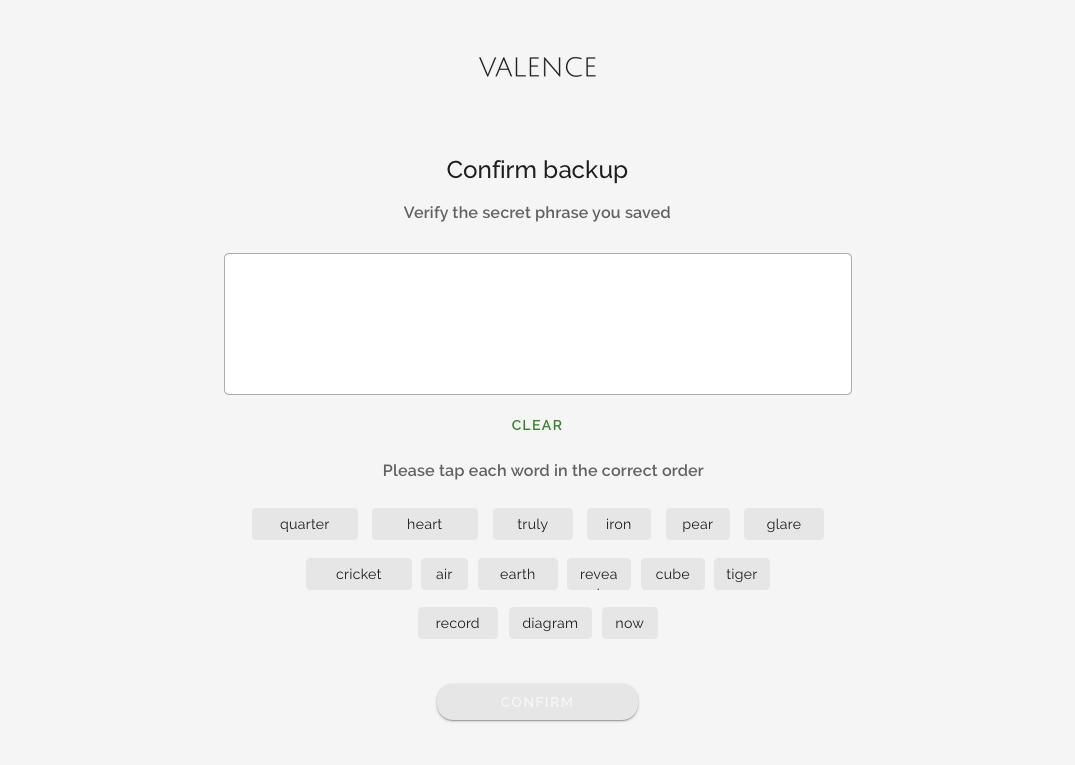 VALENCE
Confirm backup
Verify the secret phrase you saved
CLEAR
Please tap each word in the correct order
quarter heart truly iron pear glare
cricket air earth revea cube tiger
record diagram now
CONFIRM